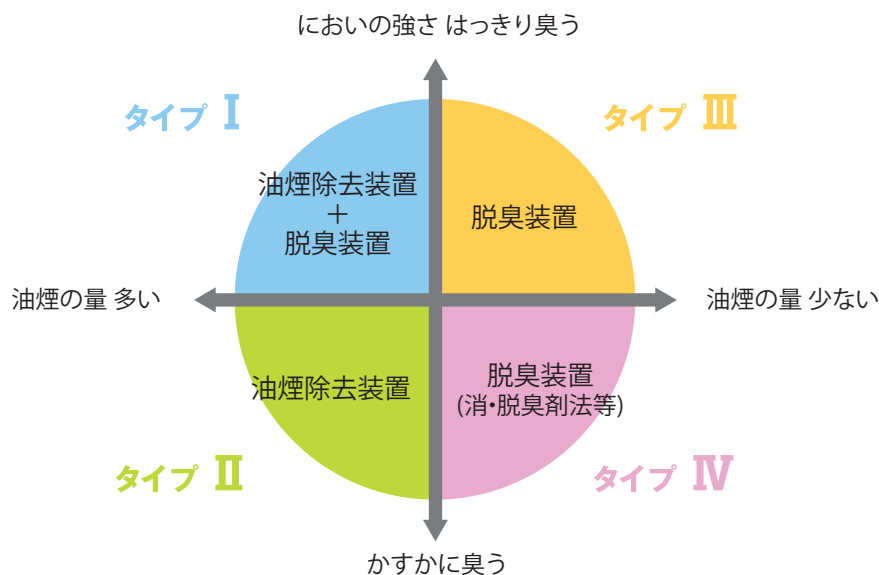 においの強さ はっきり臭う
タイプ Ⅰ
タイプ Ⅲ
油煙除去装置
＋
脱臭装置
脱臭装置
油煙の量 多い
油煙の量 少ない
油煙除去装置
脱臭装置
(消・脱臭剤法等)
タイプ Ⅱ
タイプ Ⅳ
かすかに臭う